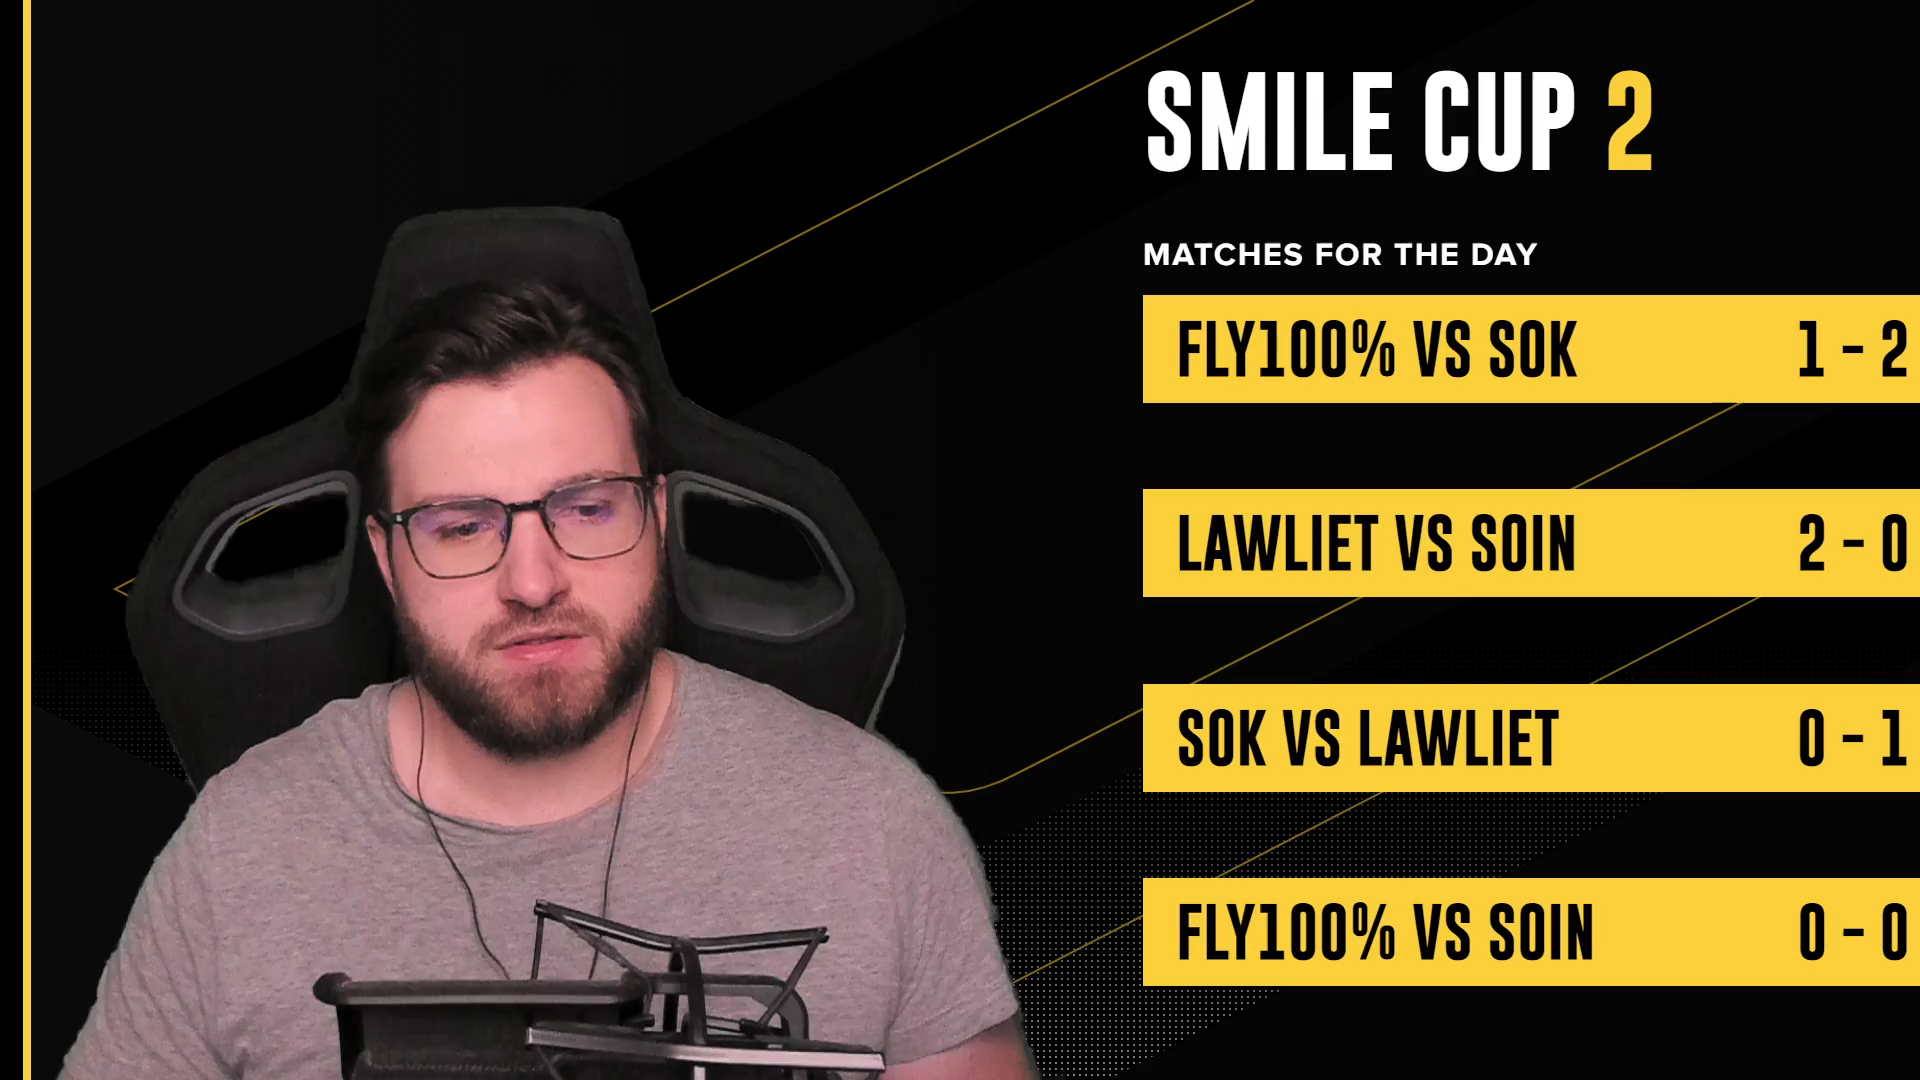 SMILE CUP 2
MATCHES FOR THE DAY
FLY100% VS SOK 1 - 2
LAWLIET VS SOIN 2 - 0
SOK VS LAWLIET 0 - 1
FLY100% VS SOIN 0 - 0